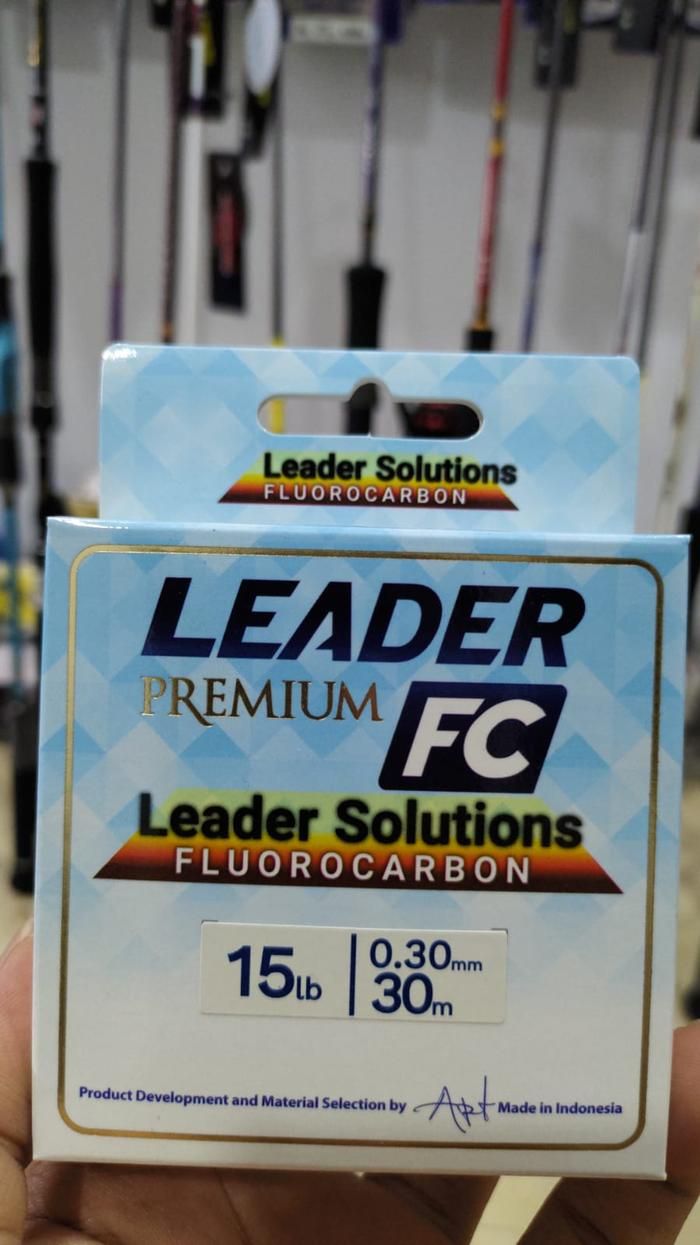 Leader Solutions
FLUOROCARBON
LEADER
PREMIUM FC
Leader Solutions
FLUOROCARBON
15lb 0.30mm
30m
Product Development and Material Selection by Art Made in Indonesia